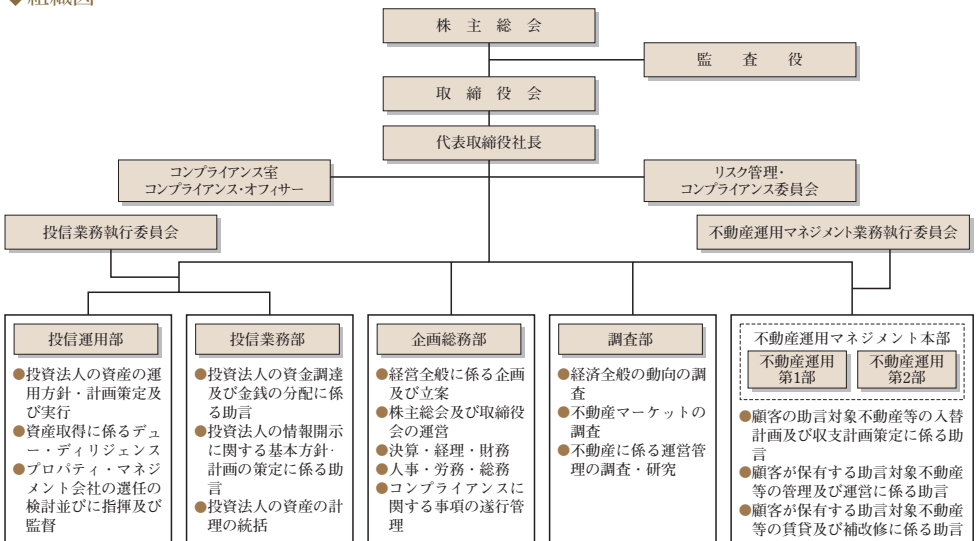 ◆組織図
株主総会
監査役
取締役会
代表取締役社長
コンプライアンス室
コンプライアンス・オフィサー
リスク管理・
コンプライアンス委員会
投信業務執行委員会
不動産運用マネジメント業務執行委員会
投信運用部
●投資法人の資産の運
用方針・計画策定及
び実行
●資産取得に係るデュ
ー・ディリジェンス
●プロパティ・マネジ
メント会社の選任の
検討並びに指揮及び
監督
投信業務部
●投資法人の資金調達
及び金銭の分配に係
る助言
●投資法人の情報開示
に関する基本方針・
計画の策定に係る助
言
●投資法人の資産の計
理の統括
企画総務部
●経営全般に係る企画
及び立案
●株主総会及び取締役
会の運営
●決算・経理・財務
●人事・労務・総務
●コンプライアンスに
関する事項の遂行管
理
調査部
●経済全般の動向の調
査
●不動産マーケットの
調査
●不動産に係る運営管
理の調査・研究
不動産運用マネジメント本部
不動産運用
第1部
不動産運用
第2部
●顧客の助言対象不動産等の入替
計画及び収支計画策定に係る助
言
●顧客が保有する助言対象不動産
等の管理及び運営に係る助言
●顧客が保有する助言対象不動産
等の賃貸及び補改修に係る助言